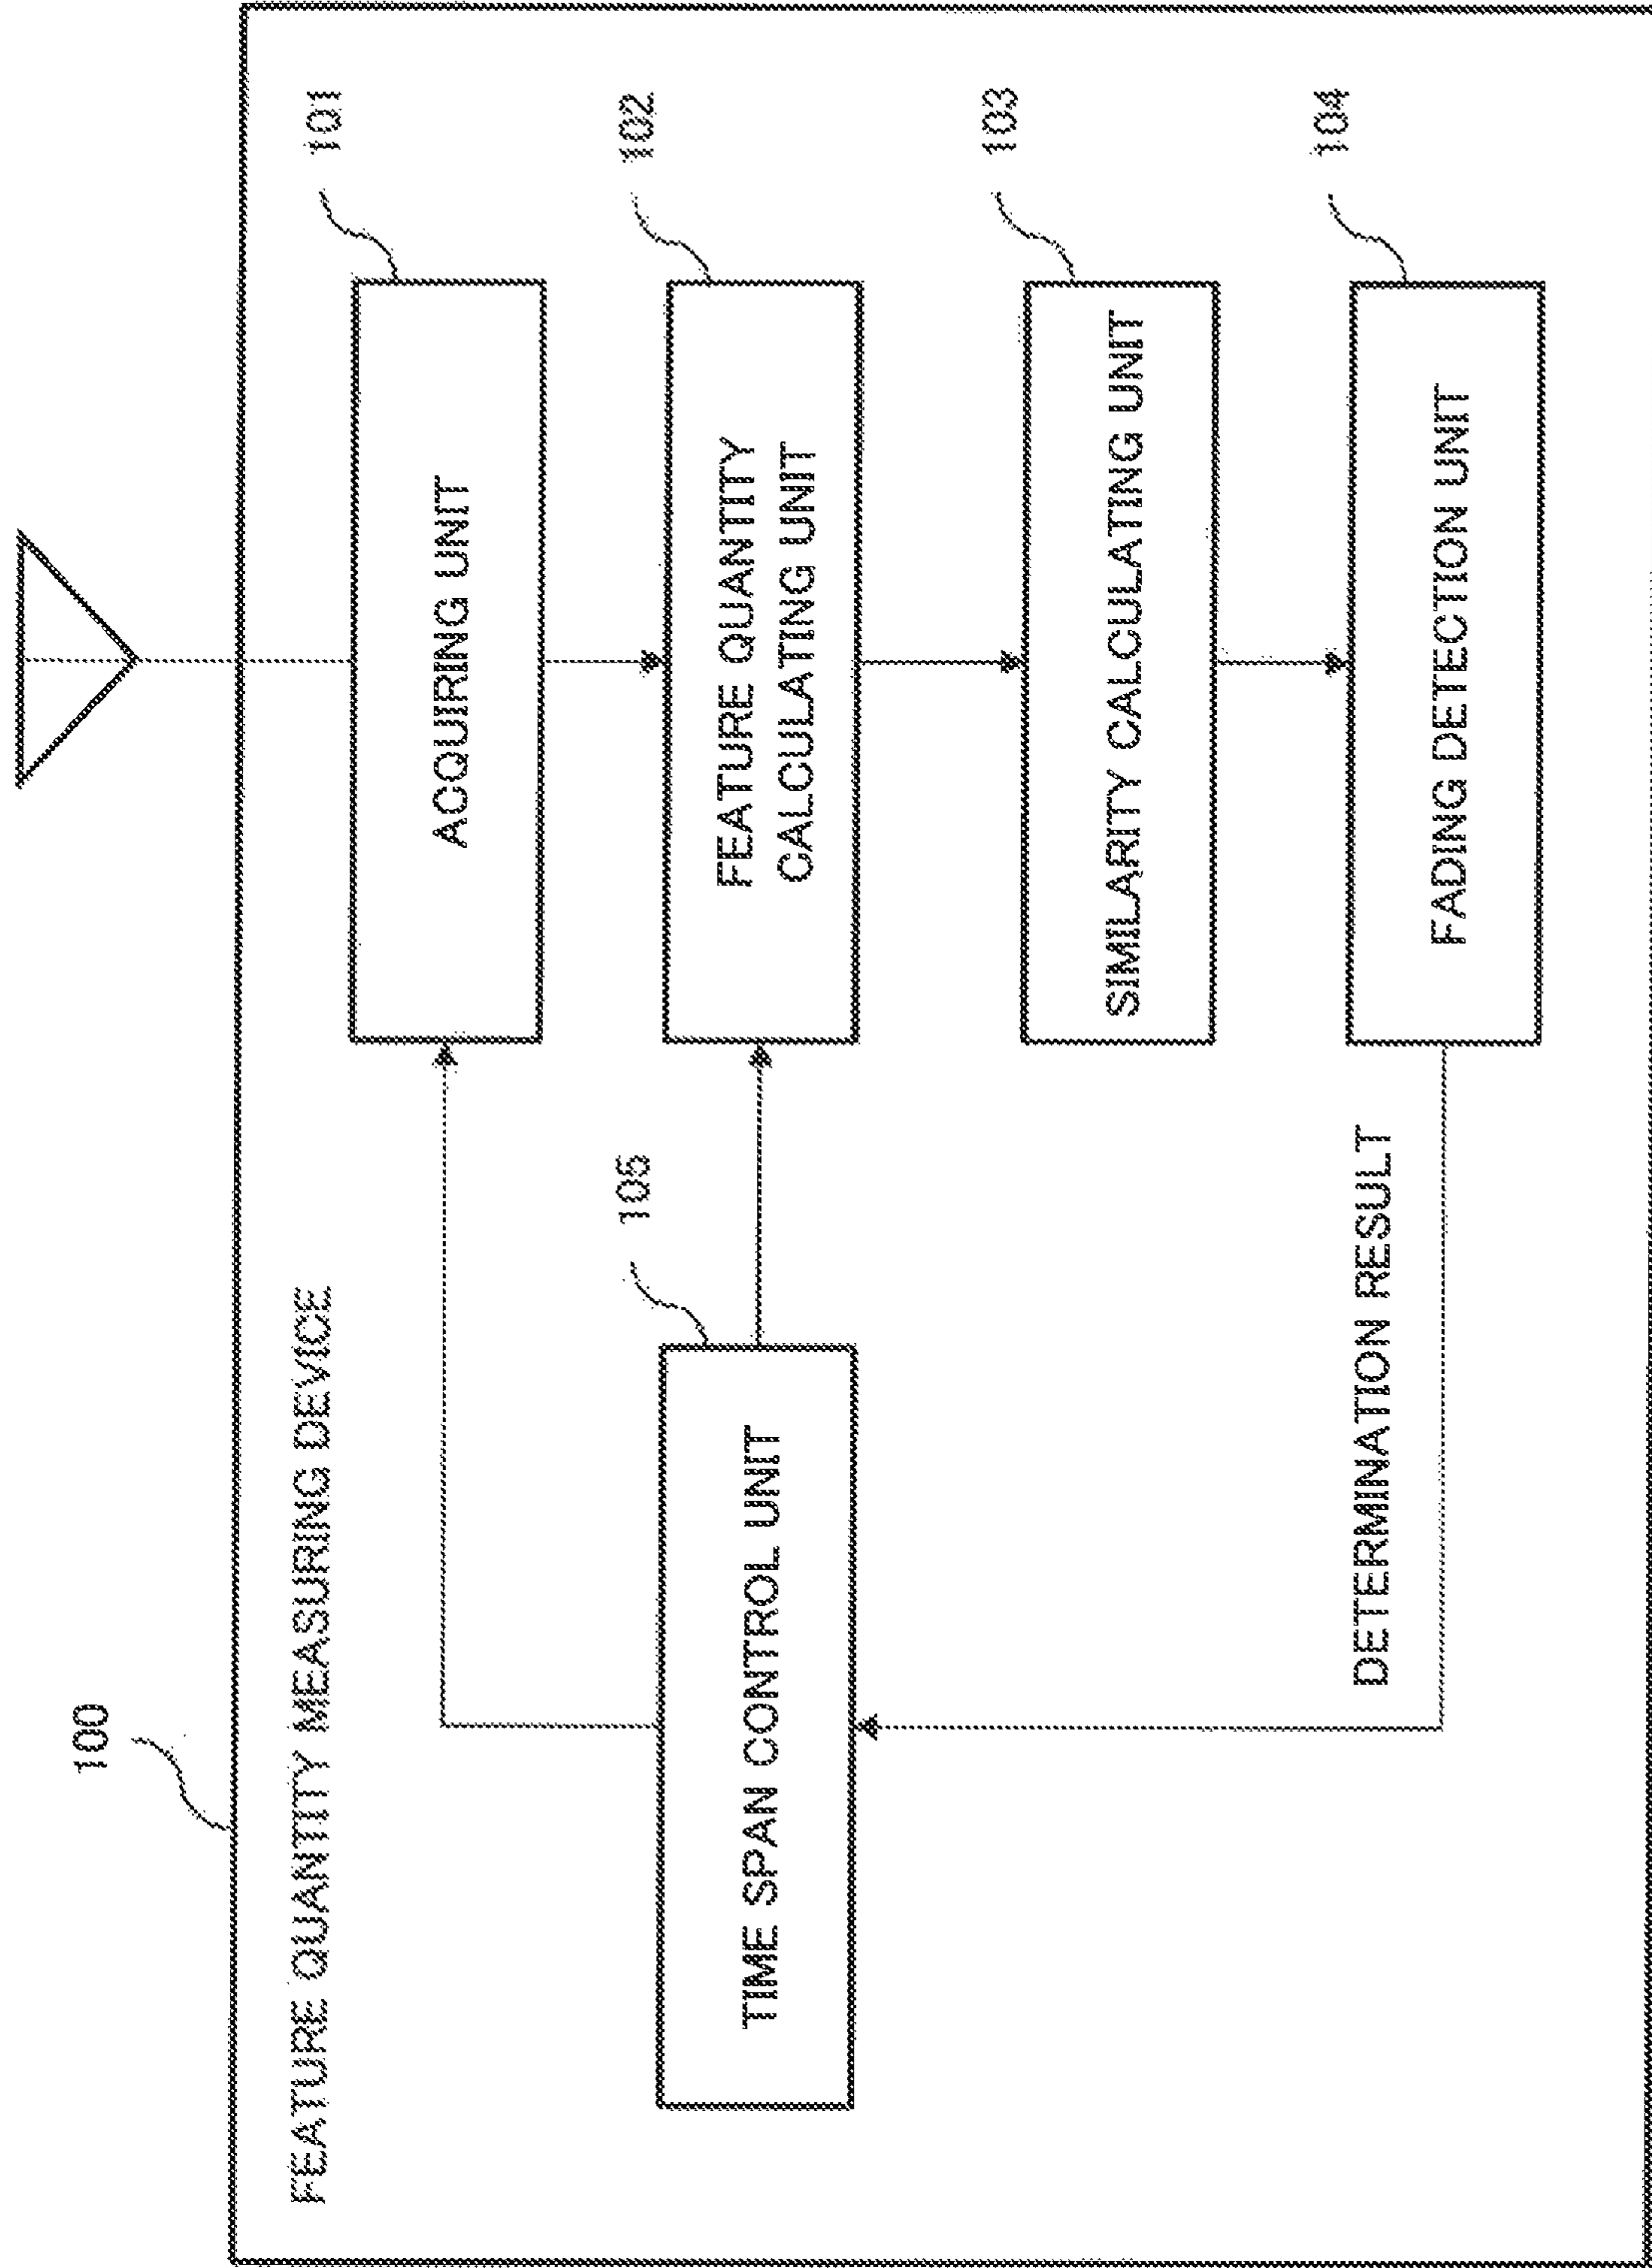 100
FEATURE QUANTITY MEASURING DEVICE
101
ACQUIRING UNIT
105
TIME SPAN CONTROL UNIT
102
FEATURE QUANTITY
CALCULATING UNIT
103
SIMILARITY CALCULATING UNIT
104
FADING DETECTION UNIT
DETERMINATION RESULT